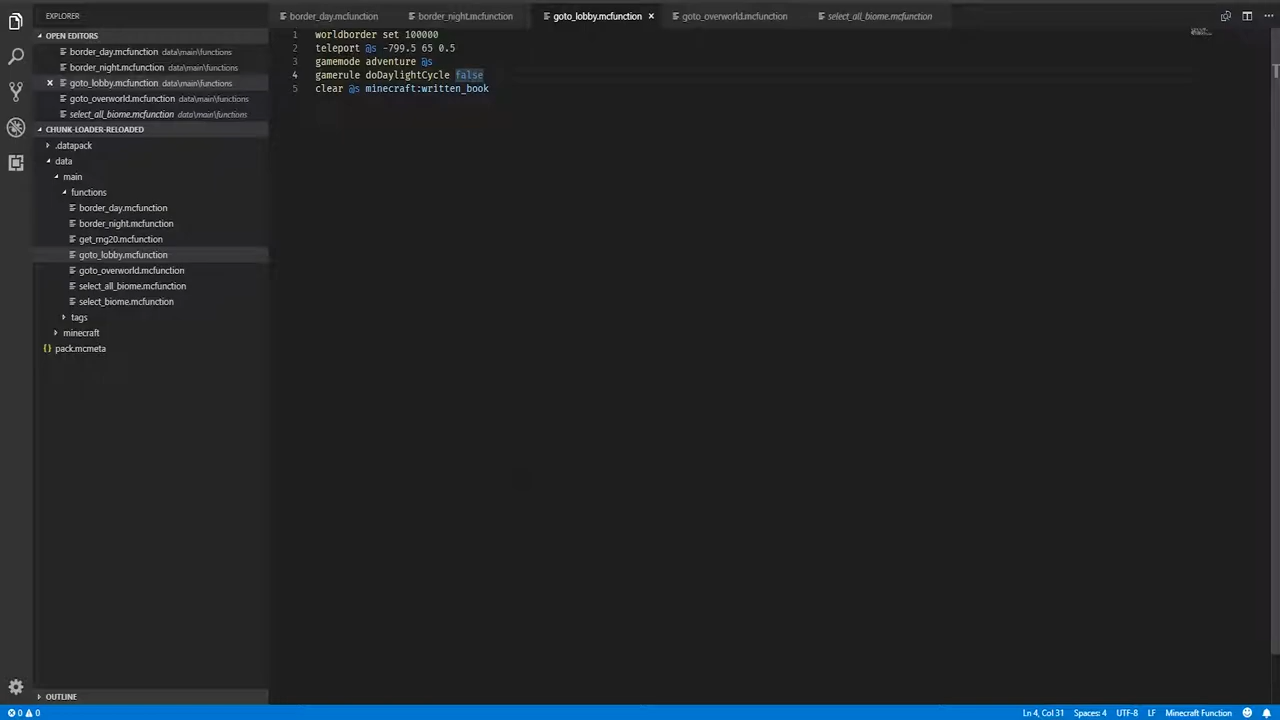 EXPLORER
OPEN EDITORS
border_day.mcfunction data\main\functions
border_night.mcfunction data\main\functions
goto_lobby.mcfunction data\main\functions
goto_overworld.mcfunction data\main\functions
select_all_biome.mcfunction data\main\functions
CHUNK-LOADER-RELOADED
.datapack
data
main
functions
border_day.mcfunction
border_night.mcfunction
get_rng20.mcfunction
goto_lobby.mcfunction
goto_overworld.mcfunction
select_all_biome.mcfunction
select_biome.mcfunction
tags
minecraft
{} pack.mcmeta
OUTLINE
border_day.mcfunction border_night.mcfunction goto_lobby.mcfunction × goto_overworld.mcfunction select_all_biome.mcfunction
1 worldborder set 100000
2 teleport @s -799.5 65 0.5
3 gamemode adventure @s
4 gamerule doDaylightCycle false
5 clear @s minecraft:written_book
0 0 Ln 4, Col 31 Spaces: 4 UTF-8 LF Minecraft Function